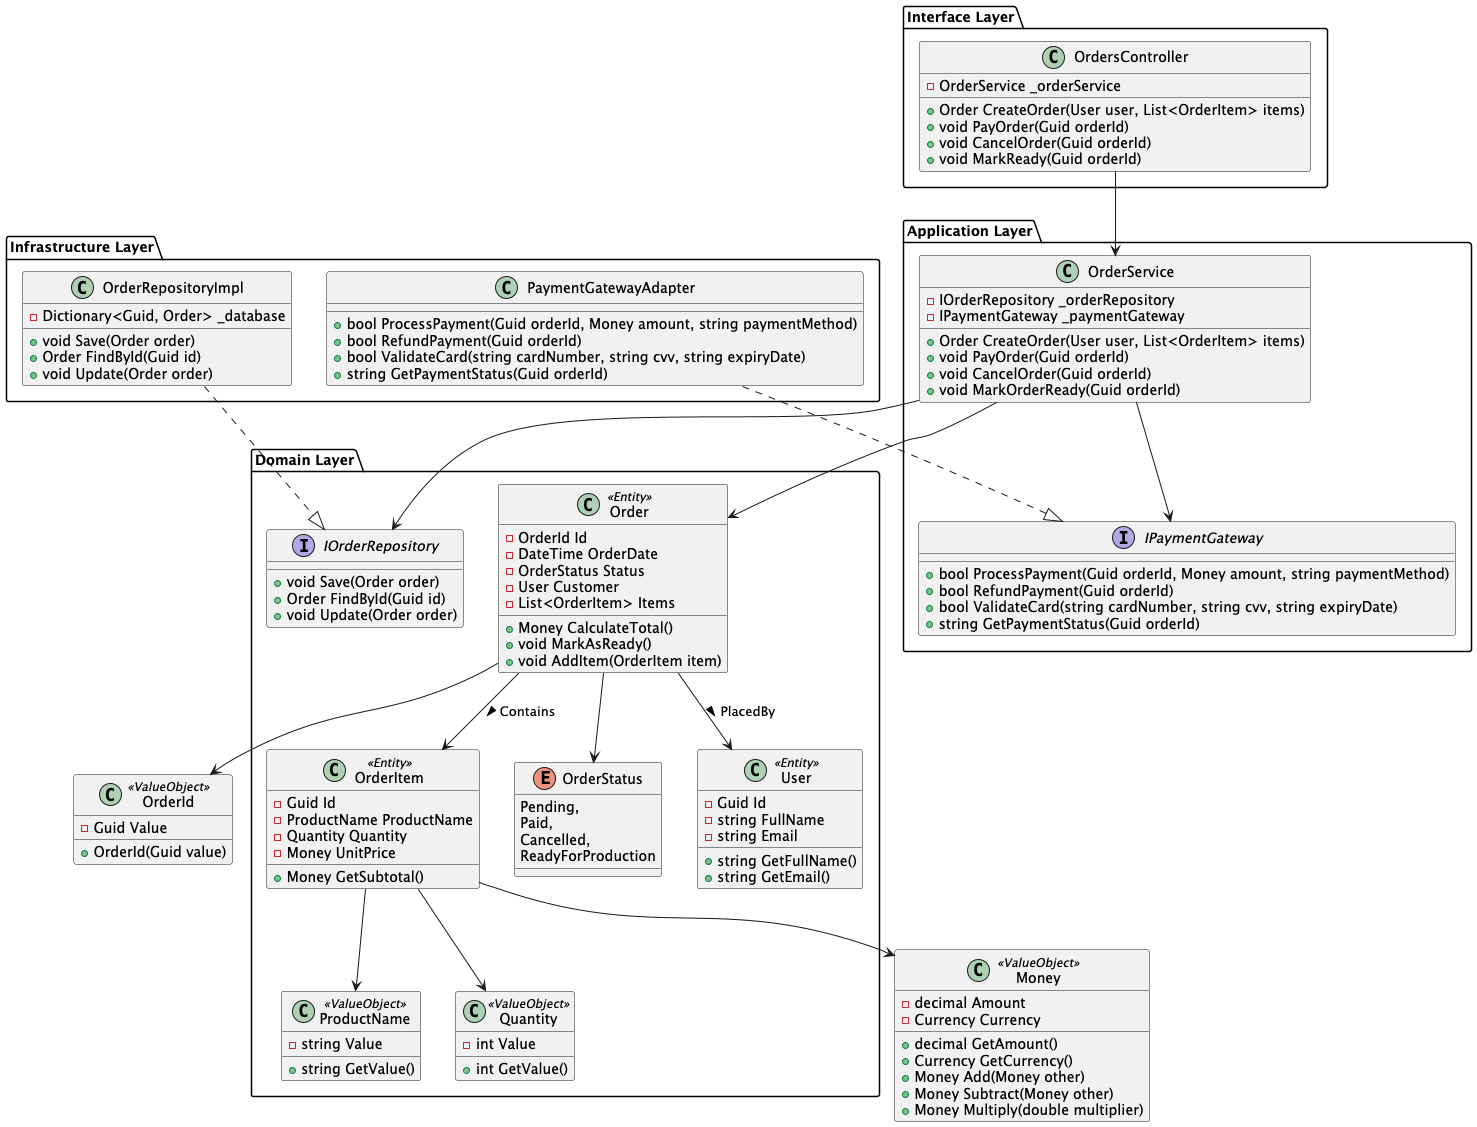 Interface Layer
C OrdersController
OrderService _orderService
Order CreateOrder(User user, List<OrderItem> items)
void PayOrder(Guid orderId)
void CancelOrder(Guid orderId)
void MarkReady(Guid orderId)
Infrastructure Layer
C OrderRepositoryImpl
Dictionary<Guid, Order> _database
void Save(Order order)
Order FindById(Guid id)
void Update(Order order)
C PaymentGatewayAdapter
bool ProcessPayment(Guid orderId, Money amount, string paymentMethod)
bool RefundPayment(Guid orderId)
bool ValidateCard(string cardNumber, string cvv, string expiryDate)
string GetPaymentStatus(Guid orderId)
Application Layer
C OrderService
IOrderRepository _orderRepository
IPaymentGateway _paymentGateway
Order CreateOrder(User user, List<OrderItem> items)
void PayOrder(Guid orderId)
void CancelOrder(Guid orderId)
void MarkOrderReady(Guid orderId)
I IPaymentGateway
bool ProcessPayment(Guid orderId, Money amount, string paymentMethod)
bool RefundPayment(Guid orderId)
bool ValidateCard(string cardNumber, string cvv, string expiryDate)
string GetPaymentStatus(Guid orderId)
Domain Layer
I IOrderRepository
void Save(Order order)
Order FindById(Guid id)
void Update(Order order)
«Entity»
C Order
OrderId Id
DateTime OrderDate
OrderStatus Status
User Customer
List<OrderItem> Items
Money CalculateTotal()
void MarkAsReady()
void AddItem(OrderItem item)
Contains
PlacedBy
«ValueObject»
C OrderId
Guid Value
OrderId(Guid value)
«Entity»
C OrderItem
Guid Id
ProductName ProductName
Quantity Quantity
Money UnitPrice
Money GetSubtotal()
E OrderStatus
Pending,
Paid,
Cancelled,
ReadyForProduction
«Entity»
C User
Guid Id
string FullName
string Email
string GetFullName()
string GetEmail()
«ValueObject»
C ProductName
string Value
string GetValue()
«ValueObject»
C Quantity
int Value
int GetValue()
«ValueObject»
C Money
decimal Amount
Currency Currency
decimal GetAmount()
Currency GetCurrency()
Money Add(Money other)
Money Subtract(Money other)
Money Multiply(double multiplier)